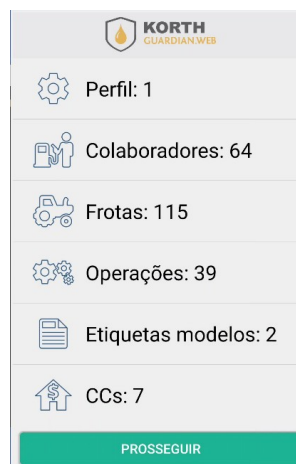 KORTH
GUARDIAN.WEB
Perfil: 1
Colaboradores: 64
Frotas: 115
Operações: 39
Etiquetas modelos: 2
CCs: 7
PROSSEGUIR